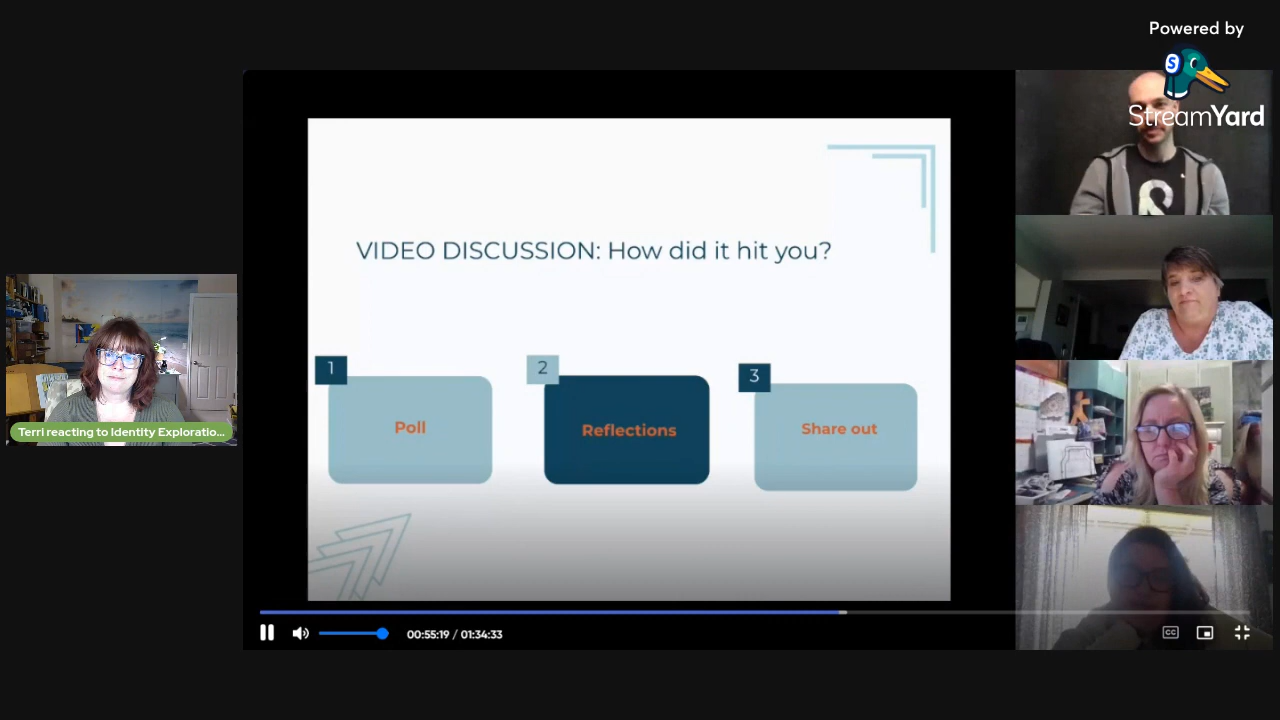 Powered by
S
StreamYard
VIDEO DISCUSSION: How did it hit you?
1
2
3
Poll
Reflections
Share out
Terri reacting to Identity Exploratio...
00:55:19 / 01:34:33
CC